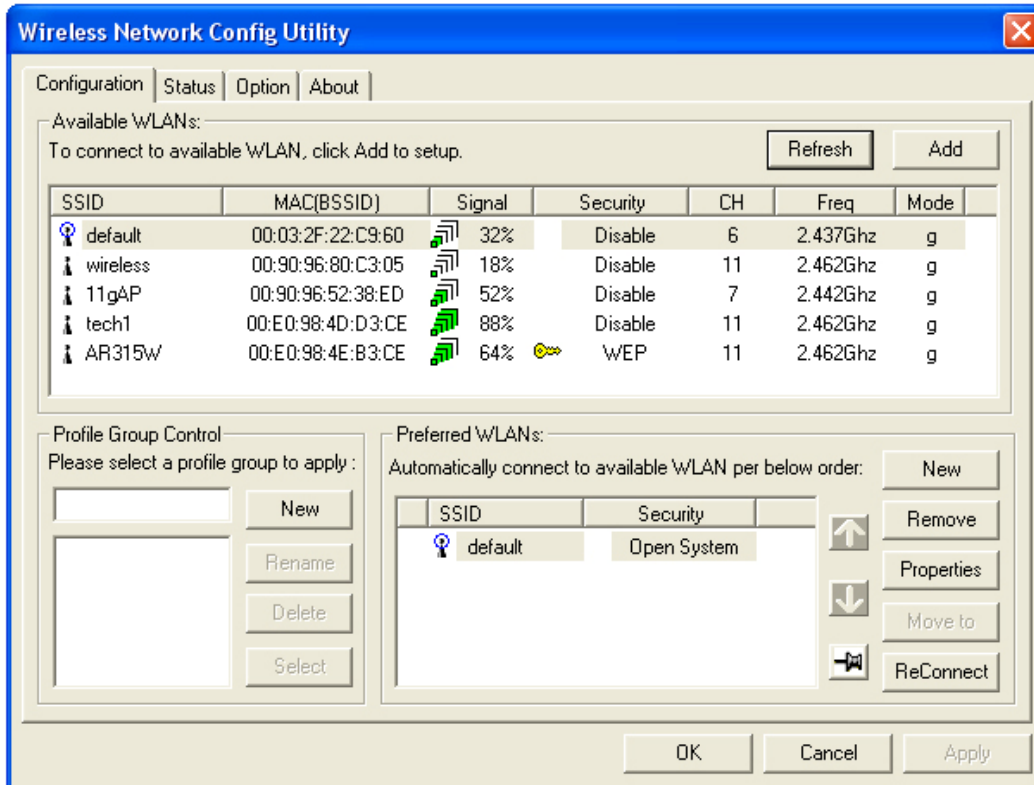 Wireless Network Config Utility
Configuration Status Option About
Available WLANs:
To connect to available WLAN, click Add to setup.
Refresh Add
SSID MAC(BSSID) Signal Security CH Freq Mode
default 00:03:2F:22:C9:60 32% Disable 6 2.437Ghz g
wireless 00:90:96:80:C3:05 18% Disable 11 2.462Ghz g
11gAP 00:90:96:52:38:ED 52% Disable 7 2.442Ghz g
tech1 00:E0:98:4D:D3:CE 88% Disable 11 2.462Ghz g
AR315W 00:E0:98:4E:B3:CE 64% WEP 11 2.462Ghz g
Profile Group Control
Please select a profile group to apply :
New
Rename
Delete
Select
Preferred WLANs:
Automatically connect to available WLAN per below order:
SSID Security
default Open System
New
Remove
Properties
Move to
ReConnect
OK Cancel Apply